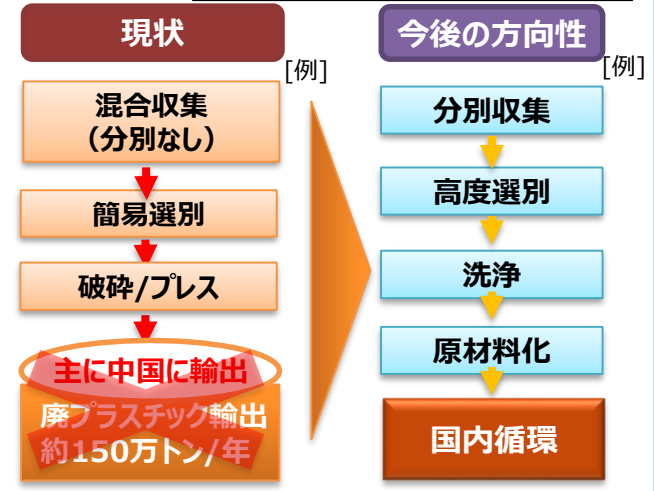 現状
[例]
混合収集
（分別なし）
簡易選別
破砕/プレス
主に中国に輸出
廃プラスチック輸出
約150万トン/年
今後の方向性
[例]
分別収集
高度選別
洗浄
原材料化
国内循環